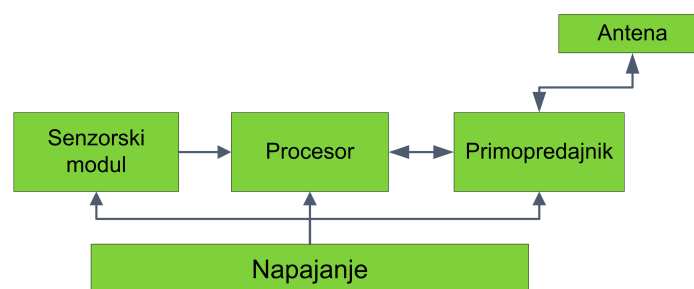 Antena
Senzorski
modul
Procesor
Primopredajnik
Napajanje